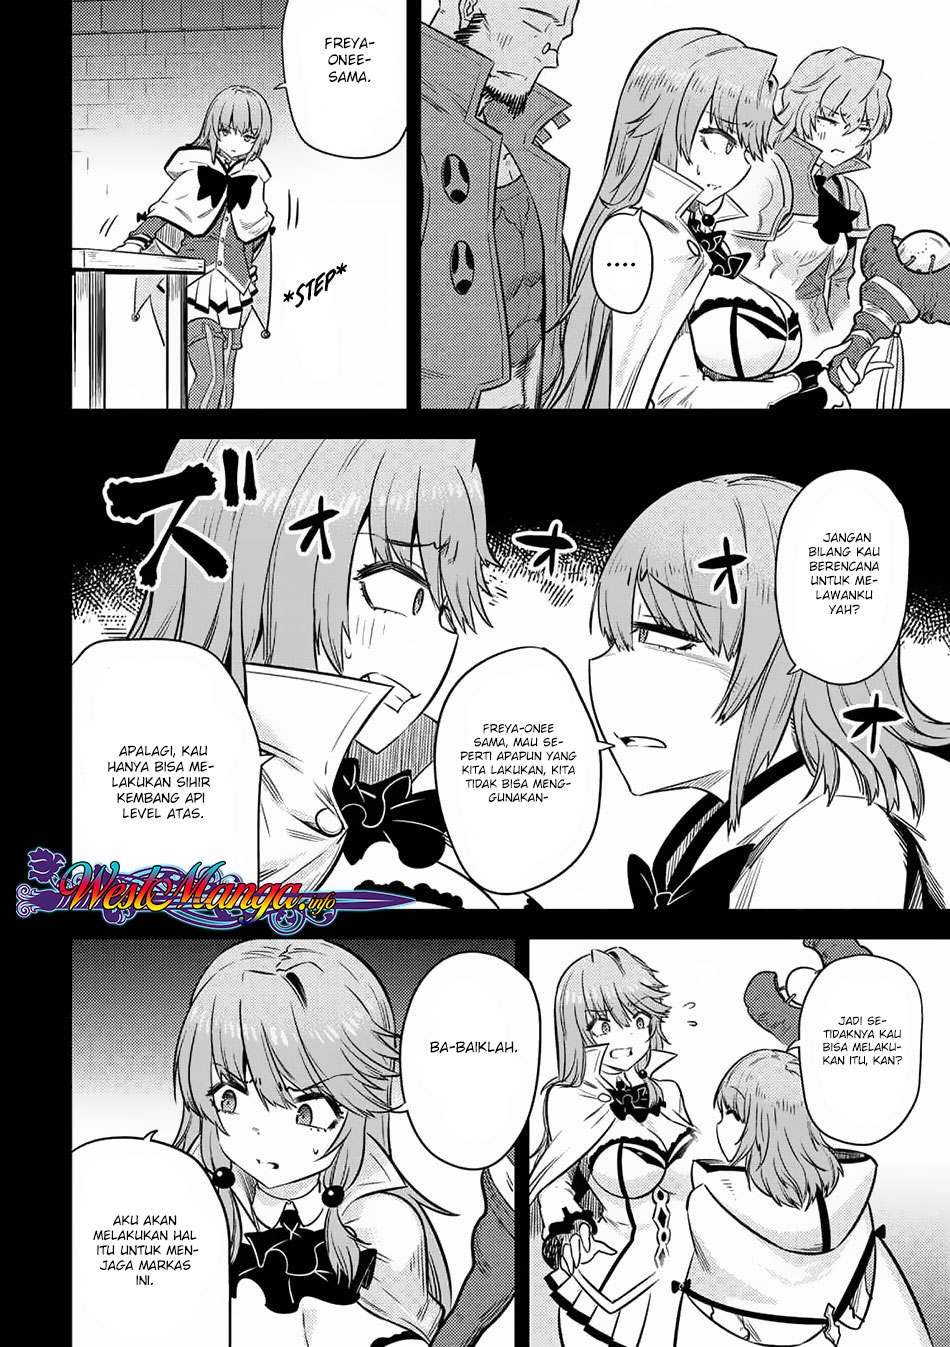 FREYA-
ONEE-
SAMA.
*STEP*
....
ズ
オ
オ
オ
オ
JANGAN
BILANG KAU
BERENCANA
UNTUK ME-
LAWANKU
YAH?
FREYA-ONEE
SAMA, MAU SE-
PERTI APAPUN YANG
KITA LAKUKAN, KITA
TIDAK BISA MENG-
GUNAKAN-
APALAGI, KAU
HANYA BISA ME-
LAKUKAN SIHIR
KEMBANG API
LEVEL ATAS.
WestManga.info
JADI SE-
TIDAKNYA KAU
BISA MELAKU-
KAN ITU, KAN?
BA-BAIKLAH.
AKU AKAN
MELAKUKAN HAL
ITU UNTUK MEN-
JAGA MARKAS
INI.